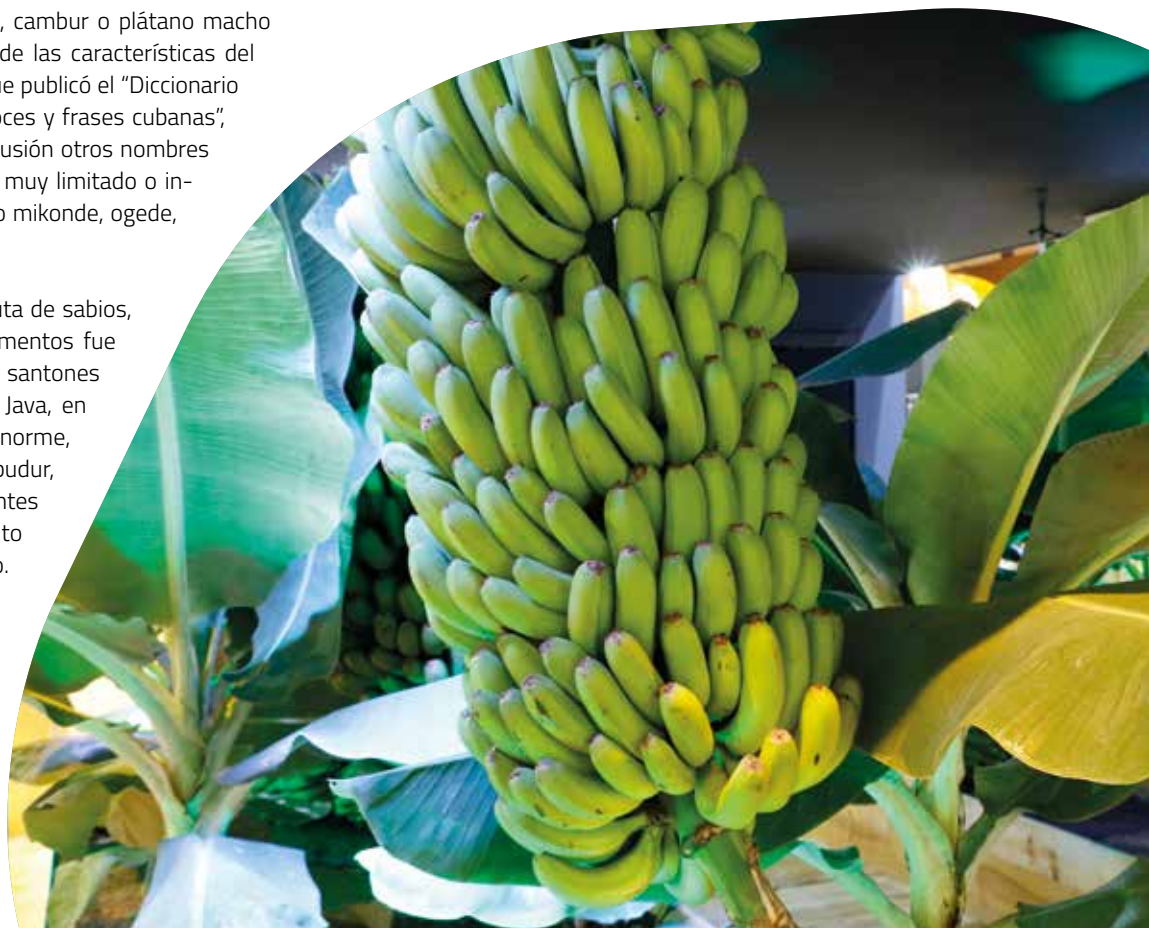 , cambur o plátano macho
de las características del
ue publicó el “Diccionario
oces y frases cubanas”,
usión otros nombres
muy limitado o in-
o mikonde, ogede,
uta de sabios,
mentos fue
santones
Java, en
norme,
oudur,
ntes
to
o.